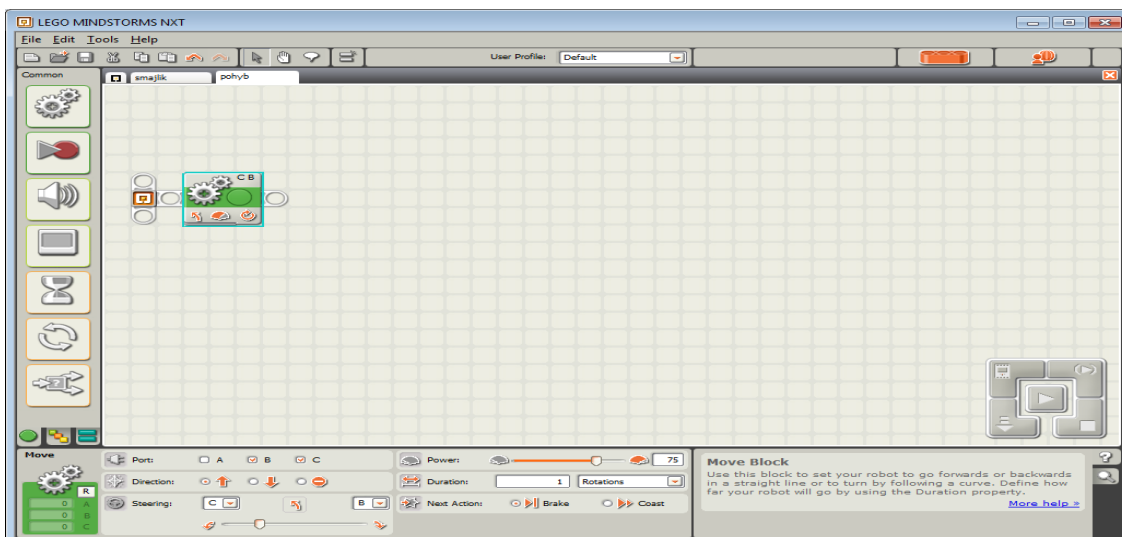 LEGO MINDSTORMS NXT
File Edit Tools Help
User Profile: Default
Common
smajlik pohyb
C B
Move
R
0 A
0 B
0 C
Port: A B C
Direction:
Steering: C B
Power: 75
Duration: 1 Rotations
Next Action: Brake Coast
Move Block
Use this block to set your robot to go forwards or backwards
in a straight line or to turn by following a curve. Define how
far your robot will go by using the Duration property.
More help »